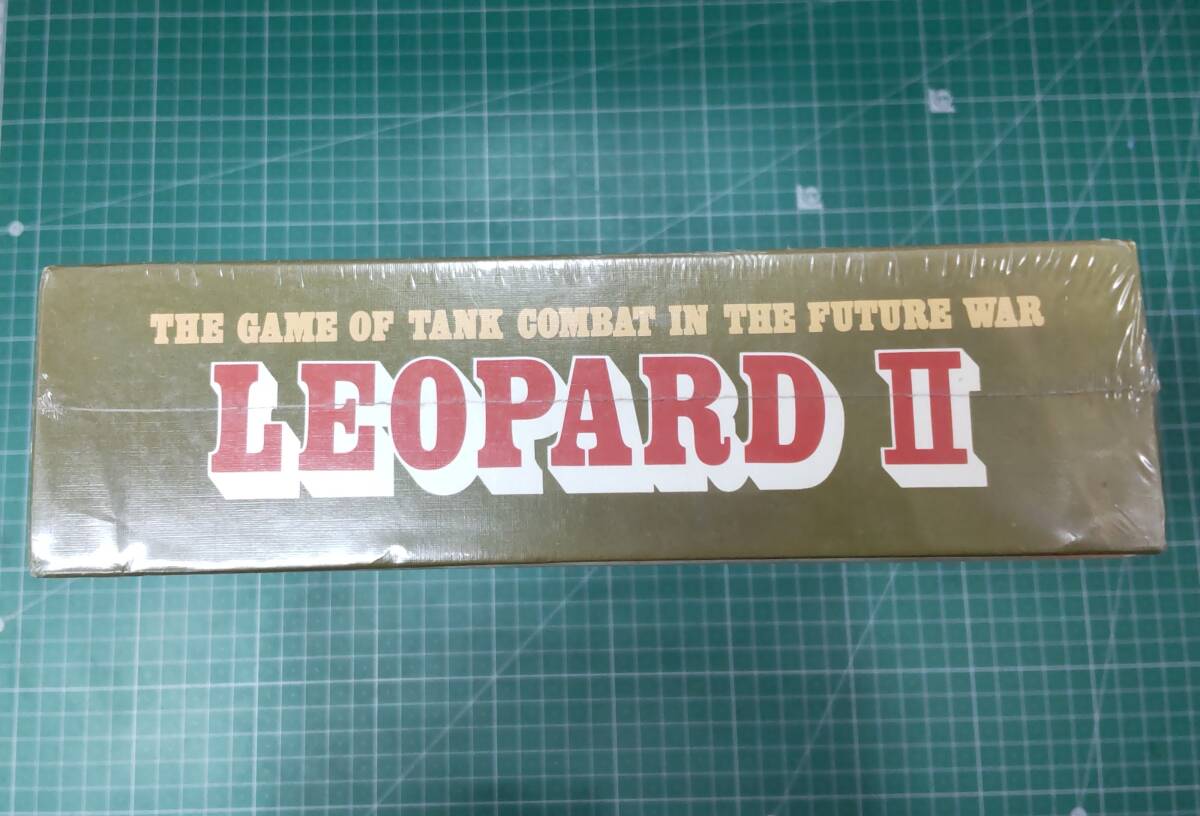 THE GAME OF TANK COMBAT IN THE FUTURE WAR
LEOPARD II